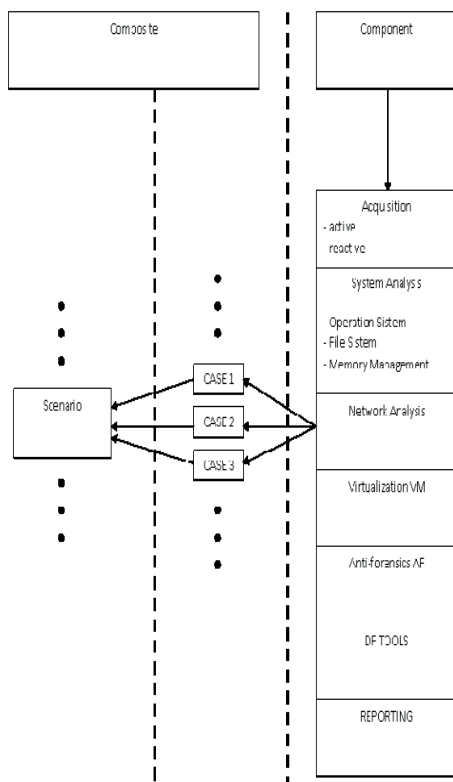 Composite
Component
Acquisition
- active
reactive
System Analysis
Operation Sistem
- File Sistem
- Memory Management
CASE 1
Scenario
CASE 2
Network Analysis
CASE 3
Virtualization VM
Anti-forensics AF
DF TOOLS
REPORTING